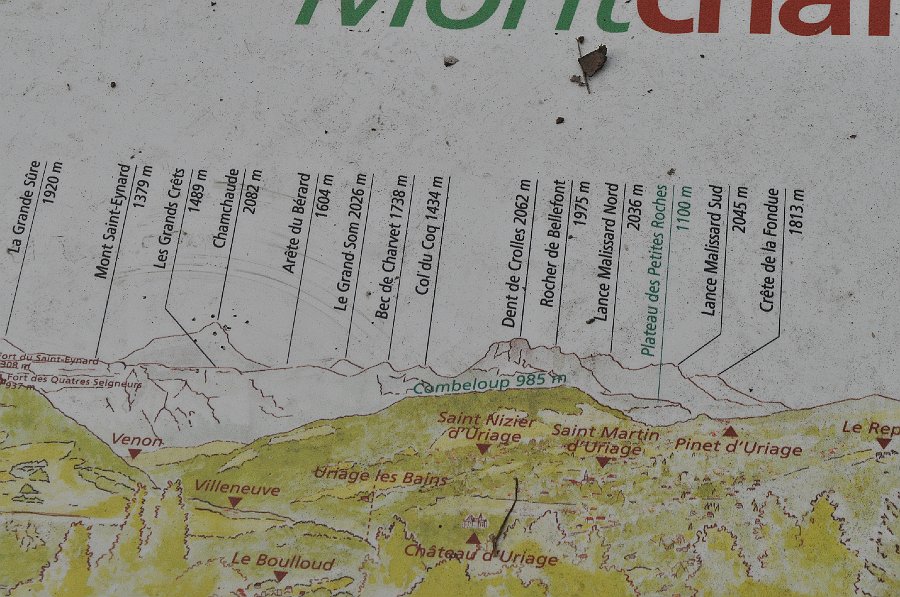 Montcha
La Grande Sûre
1920 m
Mont Saint-Eynard
1379 m
Les Grands Crêts
1489 m
Chamchaude
2082 m
Arête du Bérard
1604 m
Le Grand Som 2026 m
Bec de Charvet 1738 m
Col du Coq 1434 m
Dent de Crolles 2062 m
Rocher de Bellefont
1975 m
Lance Malissard Nord
2036 m
Plateau des Petites Roches
1100 m
Lance Malissard Sud
2045 m
Crête de la Fondue
1813 m
Fort du Saint-Eynard
Fort des Quatres Seigneurs
Combeloup 985 m
Venon
Saint Nizier
d'Uriage
Saint Martin
d'Uriage
Pinet d'Uriage
Le Rep
Villeneuve
Uriage les Bains
Château d'Uriage
Le Boulloud